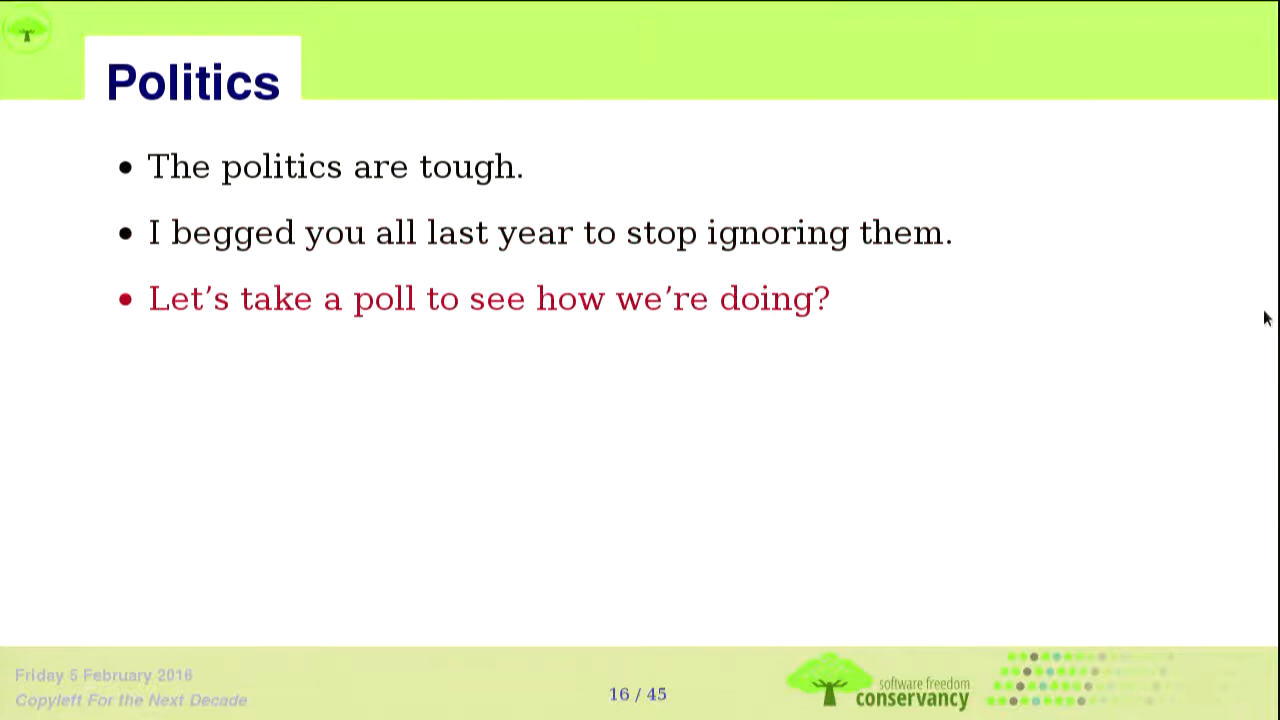 Politics
• The politics are tough.
• I begged you all last year to stop ignoring them.
• Let's take a poll to see how we're doing?
Friday 5 February 2016
Copyleft For the Next Decade
16 / 45
software freedom
conservancy